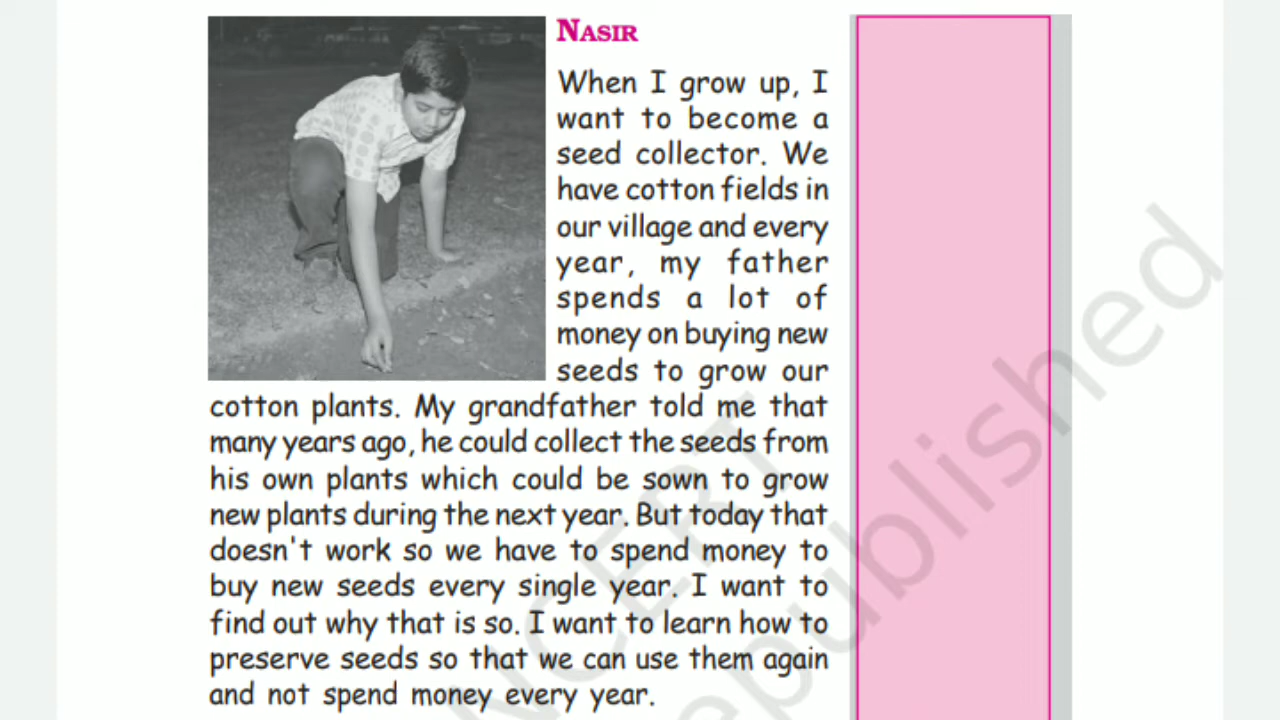 NASIR
When I grow up, I
want to become a
seed collector. We
have cotton fields in
our village and every
year, my father
spends a lot of
money on buying new
seeds to grow our
cotton plants. My grandfather told me that
many years ago, he could collect the seeds from
his own plants which could be sown to grow
new plants during the next year. But today that
doesn't work so we have to spend money to
buy new seeds every single year. I want to
find out why that is so. I want to learn how to
preserve seeds so that we can use them again
and not spend money every year.
NCERT
epublished